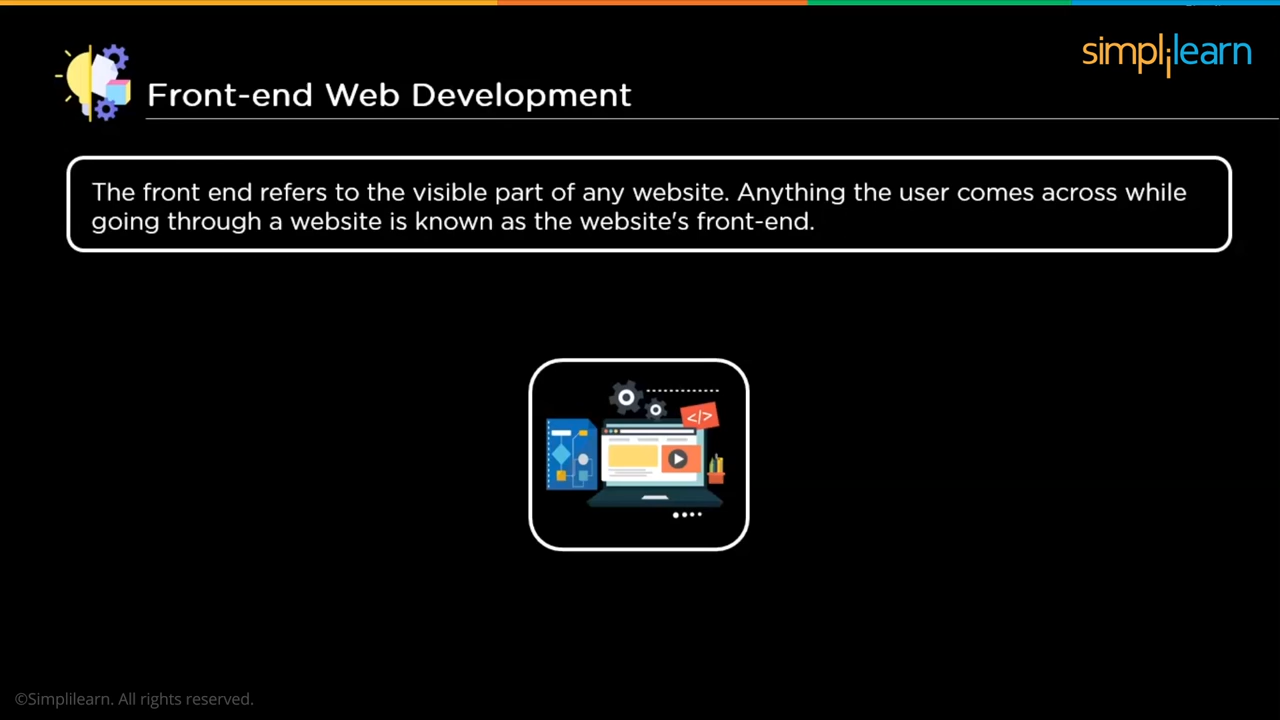 simplilearn
Front-end Web Development
The front end refers to the visible part of any website. Anything the user comes across while
going through a website is known as the website's front-end.
</>
©Simplilearn. All rights reserved.